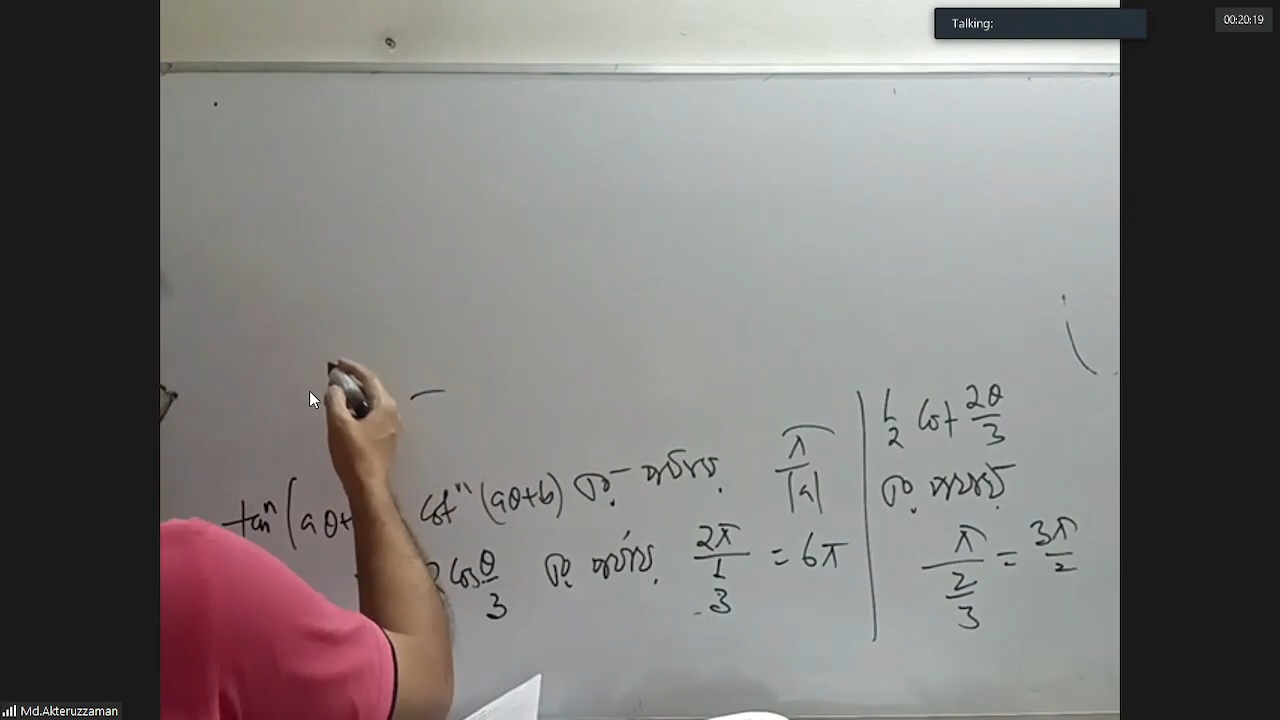 Talking:
00:20:19
tanⁿ (aθ+ cotⁿ (aθ+b) এর পর্যায় π/|a|
cos θ/3 এর পর্যায় 2π/(1/3) = 6π
1/2 cot 2θ/3
এর পর্যায়
π/(2/3) = 3π/2
Md.Akteruzzaman